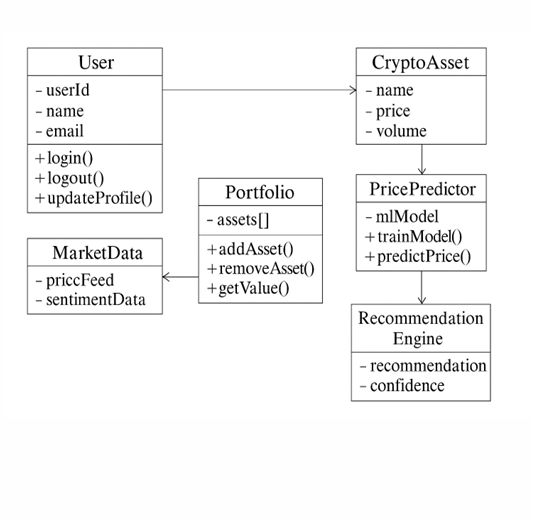 User
- userId
- name
- email
+ login()
+ logout()
+ updateProfile()
CryptoAsset
- name
- price
- volume
Portfolio
- assets[]
+ addAsset()
+ removeAsset()
+ getValue()
PricePredictor
- mlModel
+ trainModel()
+ predictPrice()
MarketData
- priccFeed
- sentimentData
Recommendation
Engine
- recommendation
- confidence